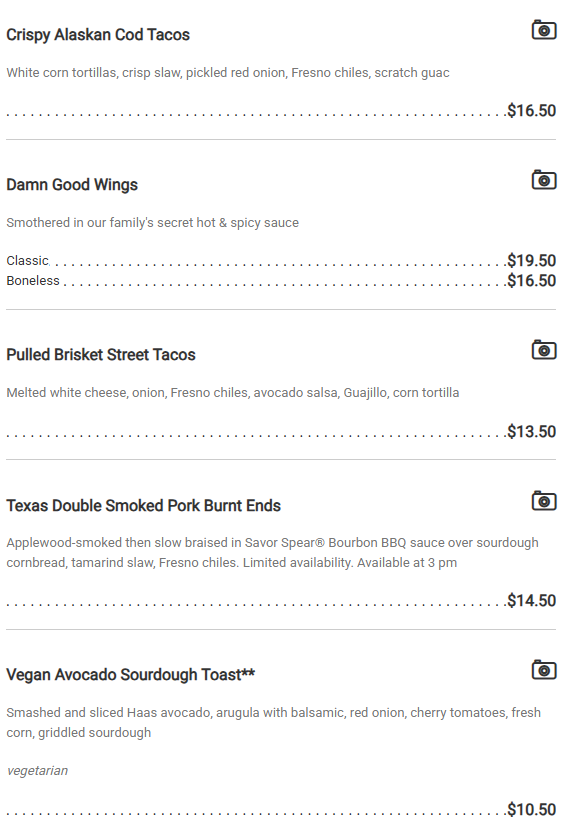 Crispy Alaskan Cod Tacos
White corn tortillas, crisp slaw, pickled red onion, Fresno chiles, scratch guac
$16.50
Damn Good Wings
Smothered in our family's secret hot & spicy sauce
Classic $19.50
Boneless $16.50
Pulled Brisket Street Tacos
Melted white cheese, onion, Fresno chiles, avocado salsa, Guajillo, corn tortilla
$13.50
Texas Double Smoked Pork Burnt Ends
Applewood-smoked then slow braised in Savor Spear® Bourbon BBQ sauce over sourdough
cornbread, tamarind slaw, Fresno chiles. Limited availability. Available at 3 pm
$14.50
Vegan Avocado Sourdough Toast**
Smashed and sliced Haas avocado, arugula with balsamic, red onion, cherry tomatoes, fresh
corn, griddled sourdough
vegetarian
$10.50